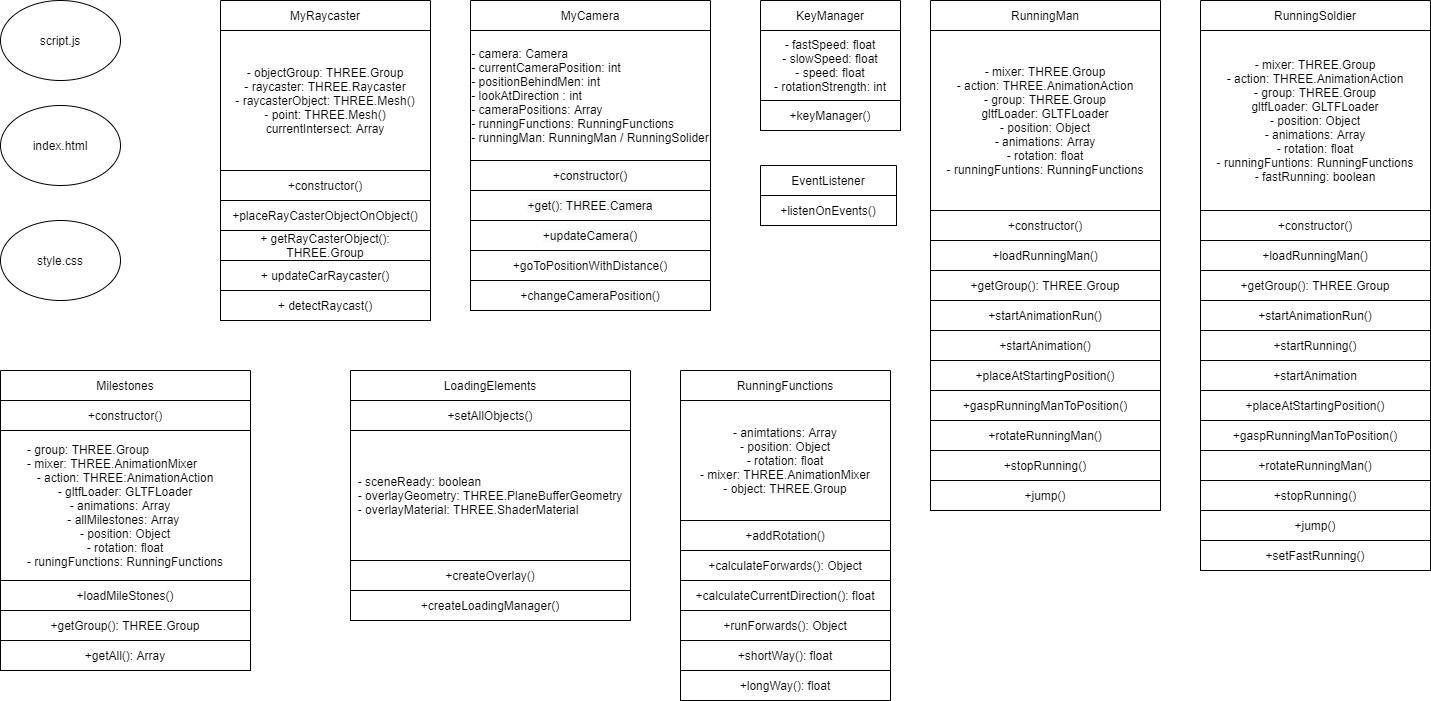 script.js
index.html
style.css
MyRaycaster
- objectGroup: THREE.Group
- raycaster: THREE.Raycaster
- raycasterObject: THREE.Mesh()
- point: THREE.Mesh()
currentIntersect: Array
+constructor()
+placeRayCasterObjectOnObject()
+ getRayCasterObject():
THREE.Group
+ updateCarRaycaster()
+ detectRaycast()
MyCamera
- camera: Camera
- currentCameraPosition: int
- positionBehindMen: int
- lookAtDirection : int
- cameraPositions: Array
- runningFunctions: RunningFunctions
- runningMan: RunningMan / RunningSolider
+constructor()
+get(): THREE.Camera
+updateCamera()
+goToPositionWithDistance()
+changeCameraPosition()
KeyManager
- fastSpeed: float
- slowSpeed: float
- speed: float
- rotationStrength: int
+keyManager()
EventListener
+listenOnEvents()
RunningMan
- mixer: THREE.Group
- action: THREE.AnimationAction
- group: THREE.Group
gltfLoader: GLTFLoader
- position: Object
- animations: Array
- rotation: float
- runningFuntions: RunningFunctions
+constructor()
+loadRunningMan()
+getGroup(): THREE.Group
+startAnimationRun()
+startAnimation()
+placeAtStartingPosition()
+gaspRunningManToPosition()
+rotateRunningMan()
+stopRunning()
+jump()
RunningSoldier
- mixer: THREE.Group
- action: THREE.AnimationAction
- group: THREE.Group
gltfLoader: GLTFLoader
- position: Object
- animations: Array
- rotation: float
- runningFuntions: RunningFunctions
- fastRunning: boolean
+constructor()
+loadRunningMan()
+getGroup(): THREE.Group
+startAnimationRun()
+startRunning()
+startAnimation
+placeAtStartingPosition()
+gaspRunningManToPosition()
+rotateRunningMan()
+stopRunning()
+jump()
+setFastRunning()
Milestones
+constructor()
- group: THREE.Group
- mixer: THREE.AnimationMixer
- action: THREE:AnimationAction
- gltfLoader: GLTFLoader
- animations: Array
- allMilestones: Array
- position: Object
- rotation: float
- runingFunctions: RunningFunctions
+loadMileStones()
+getGroup(): THREE.Group
+getAll(): Array
LoadingElements
+setAllObjects()
- sceneReady: boolean
- overlayGeometry: THREE.PlaneBufferGeometry
- overlayMaterial: THREE.ShaderMaterial
+createOverlay()
+createLoadingManager()
RunningFunctions
- animtations: Array
- position: Object
- rotation: float
- mixer: THREE.AnimationMixer
- object: THREE.Group
+addRotation()
+calculateForwards(): Object
+calculateCurrentDirection(): float
+runForwards(): Object
+shortWay(): float
+longWay(): float